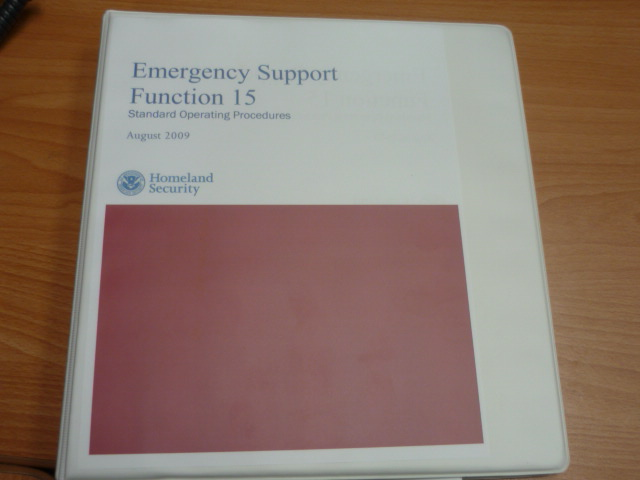 Emergency Support
Function 15
Standard Operating Procedures
August 2009
Homeland
Security